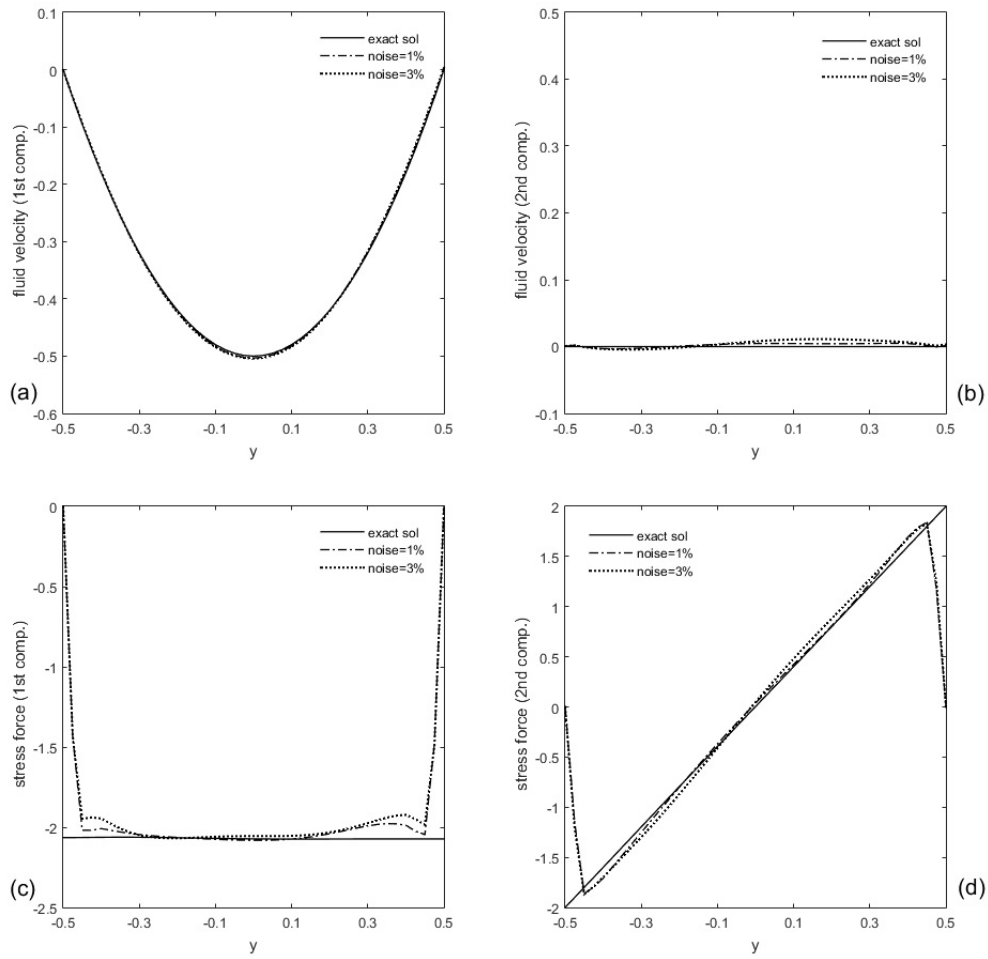 0.1
0
-0.1
-0.2
-0.3
-0.4
-0.5
-0.6
-0.5 -0.3 -0.1 0.1 0.3 0.5
y
fluid velocity (1st comp.)
exact sol
noise=1%
noise=3%
(a)
0.5
0.4
0.3
0.2
0.1
0
-0.1
-0.5 -0.3 -0.1 0.1 0.3 0.5
y
fluid velocity (2nd comp.)
exact sol
noise=1%
noise=3%
(b)
0
-0.5
-1
-1.5
-2
-2.5
-0.5 -0.3 -0.1 0.1 0.3 0.5
y
stress force (1st comp.)
exact sol
noise=1%
noise=3%
(c)
2
1.5
1
0.5
0
-0.5
-1
-1.5
-2
-0.5 -0.3 -0.1 0.1 0.3 0.5
y
stress force (2nd comp.)
exact sol
noise=1%
noise=3%
(d)